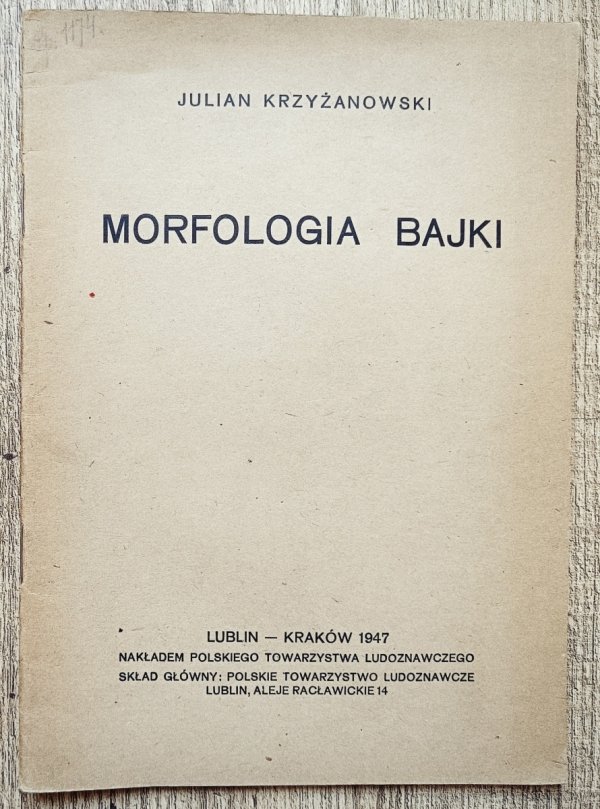 1174.
JULIAN KRZYŻANOWSKI
MORFOLOGIA BAJKI
LUBLIN — KRAKÓW 1947
NAKŁADEM POLSKIEGO TOWARZYSTWA LUDOZNAWCZEGO
SKŁAD GŁÓWNY: POLSKIE TOWARZYSTWO LUDOZNAWCZE
LUBLIN, ALEJE RACŁAWICKIE 14